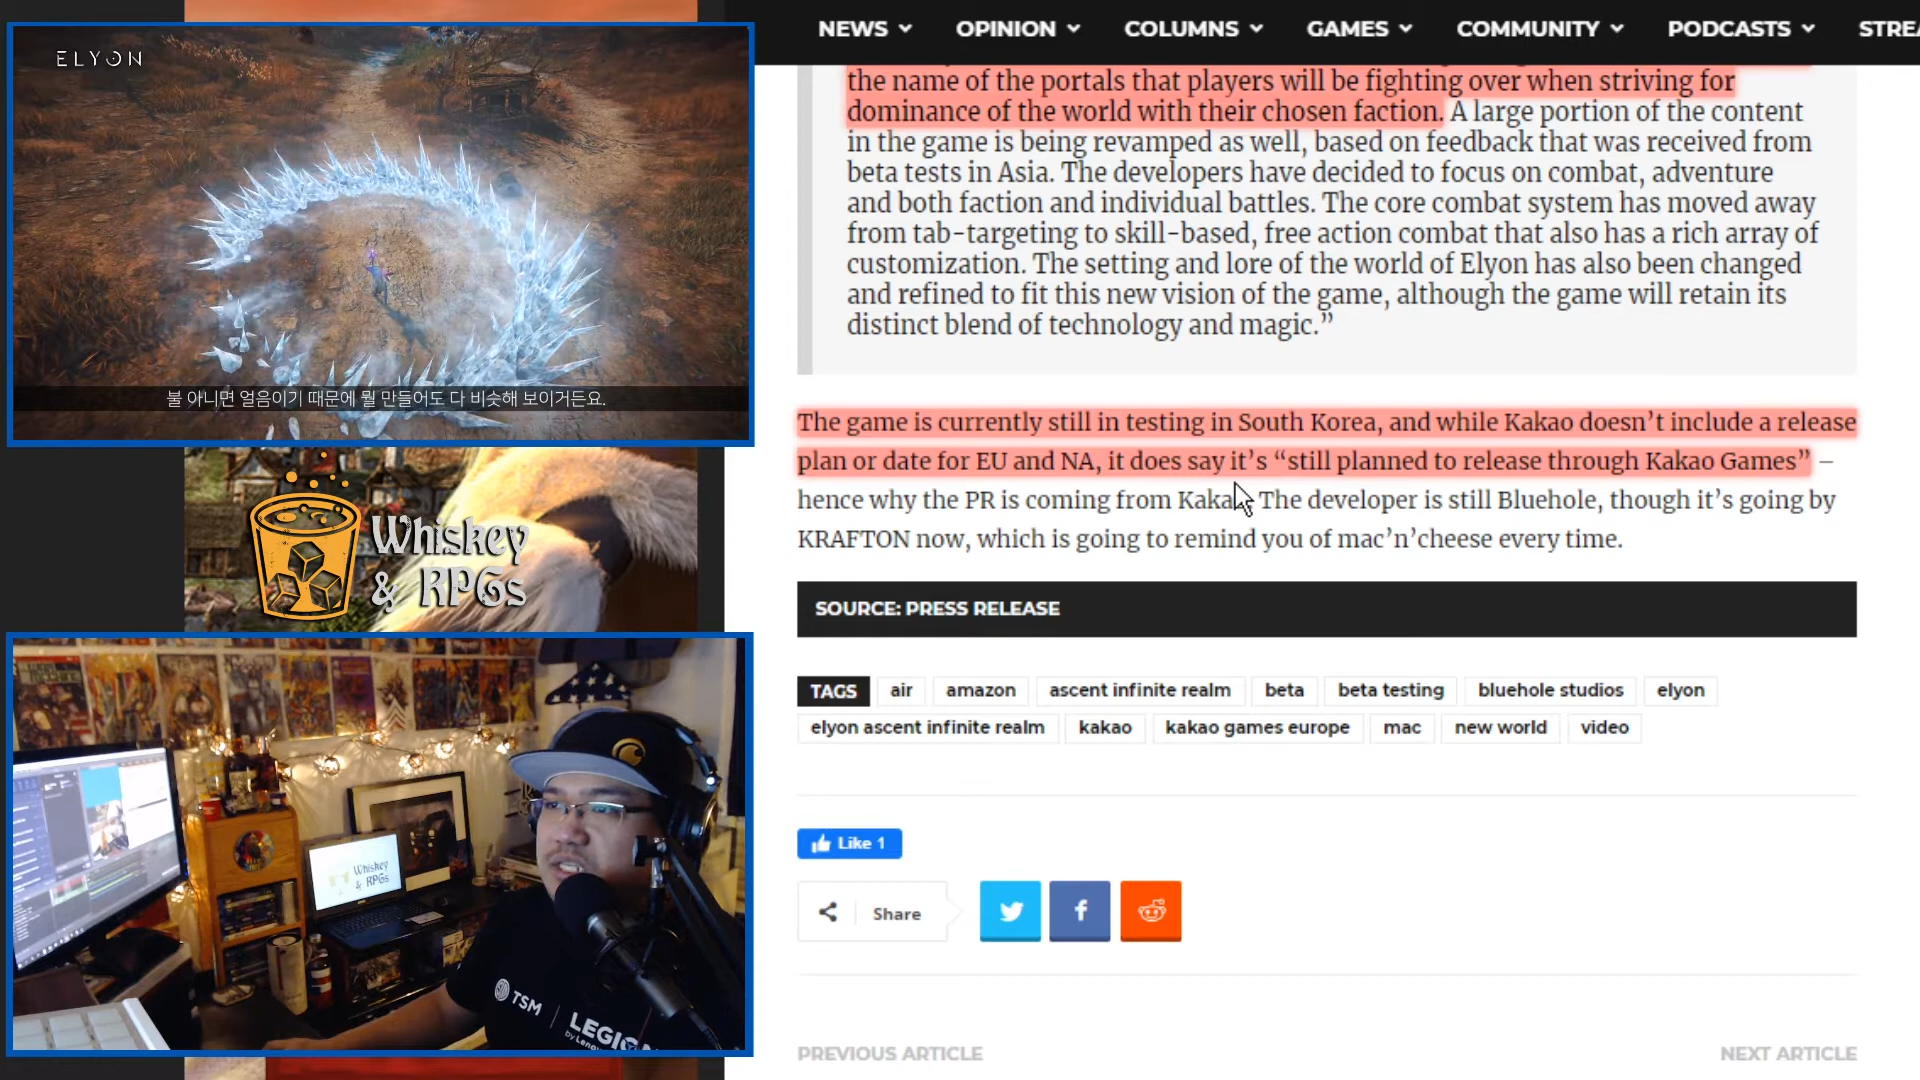 ELYON
불 아니면 얼음이기 때문에 뭘 만들어도 다 비슷해 보이거든요.
Whiskey
& RPGs
Whiskey
& RPGs
TSM
LEGION
by Lenovo
NEWS
OPINION
COLUMNS
GAMES
COMMUNITY
PODCASTS
STREA
the name of the portals that players will be fighting over when striving for
dominance of the world with their chosen faction. A large portion of the content
in the game is being revamped as well, based on feedback that was received from
beta tests in Asia. The developers have decided to focus on combat, adventure
and both faction and individual battles. The core combat system has moved away
from tab-targeting to skill-based, free action combat that also has a rich array of
customization. The setting and lore of the world of Elyon has also been changed
and refined to fit this new vision of the game, although the game will retain its
distinct blend of technology and magic.”
The game is currently still in testing in South Korea, and while Kakao doesn’t include a release
plan or date for EU and NA, it does say it’s “still planned to release through Kakao Games” –
hence why the PR is coming from Kaka The developer is still Bluehole, though it’s going by
KRAFTON now, which is going to remind you of mac’n’cheese every time.
SOURCE: PRESS RELEASE
TAGS air amazon ascent infinite realm beta beta testing bluehole studios elyon
elyon ascent infinite realm kakao kakao games europe mac new world video
Like 1
Share
PREVIOUS ARTICLE
NEXT ARTICLE